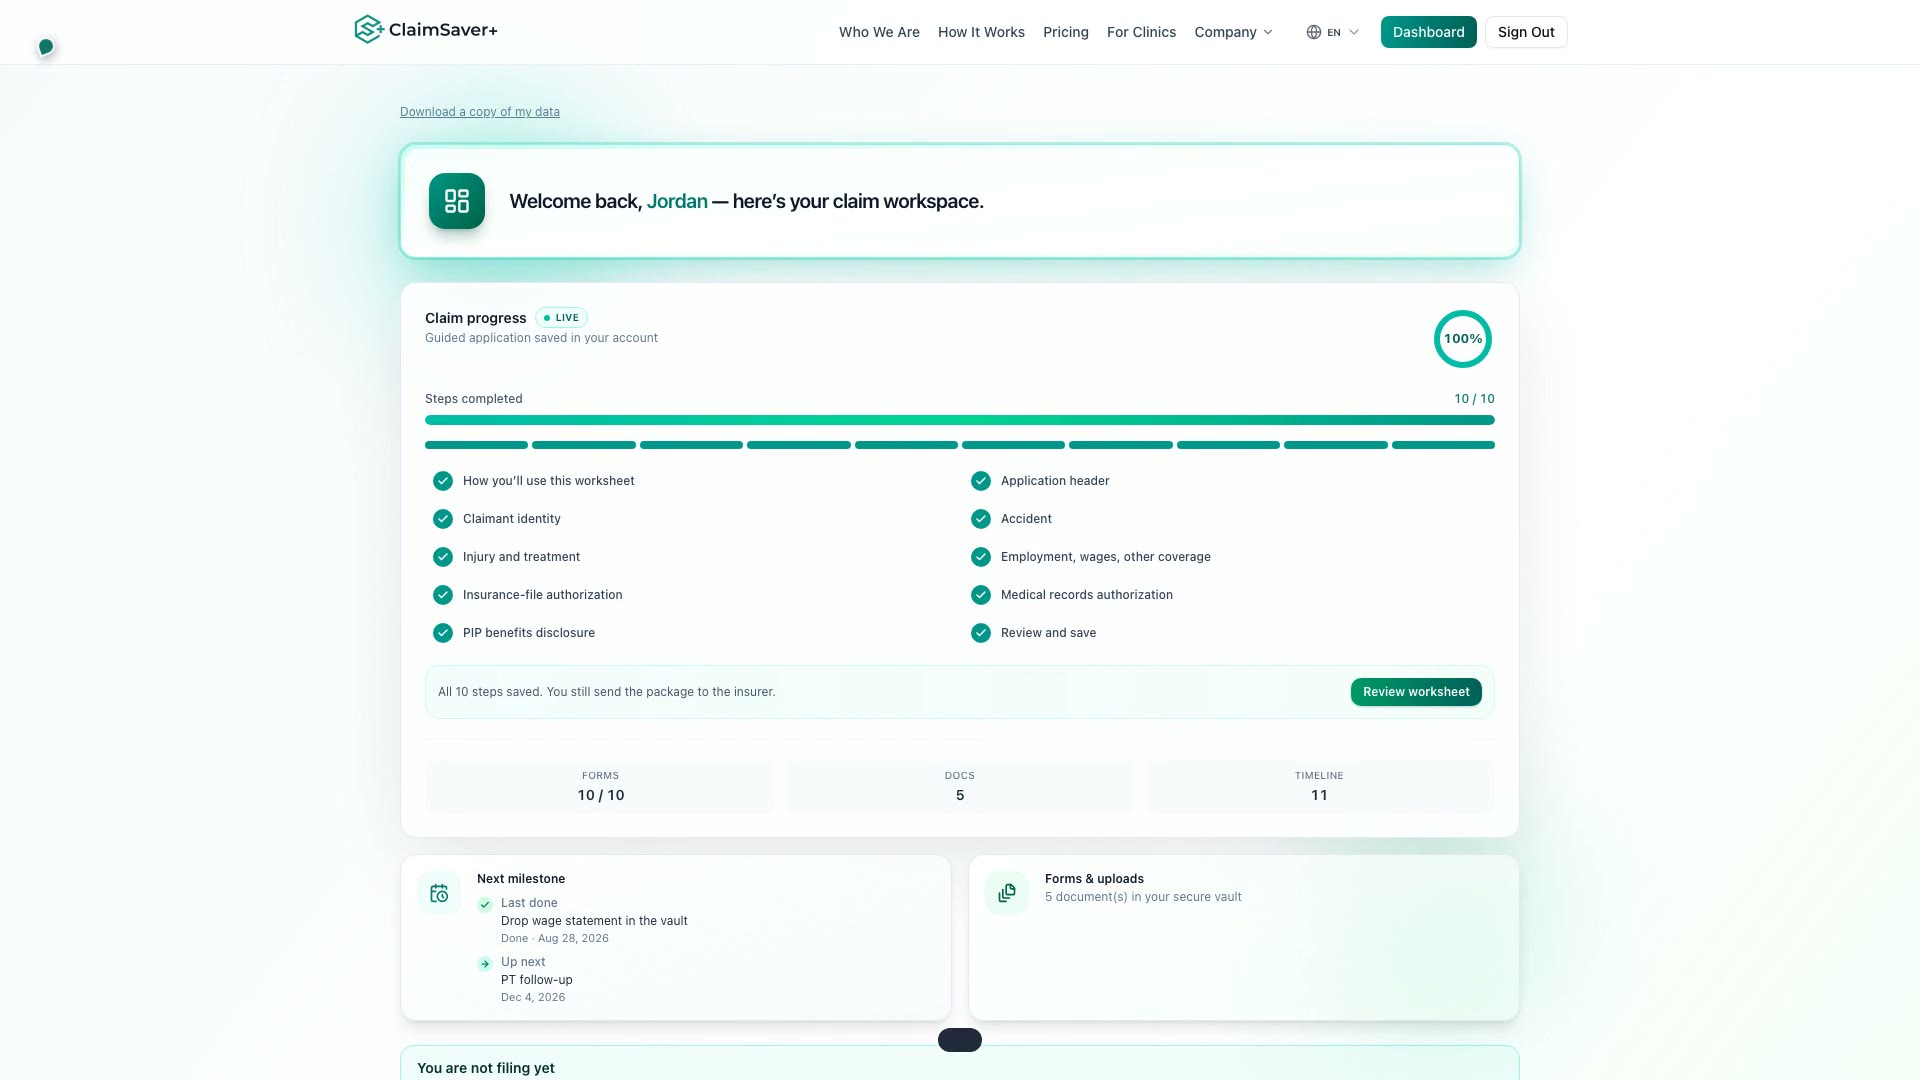 ClaimSaver+
Who We Are
How It Works
Pricing
For Clinics
Company
EN
Dashboard
Sign Out
Download a copy of my data
Welcome back, Jordan — here’s your claim workspace.
Claim progress
LIVE
Guided application saved in your account
100%
Steps completed
10 / 10
How you’ll use this worksheet
Application header
Claimant identity
Accident
Injury and treatment
Employment, wages, other coverage
Insurance-file authorization
Medical records authorization
PIP benefits disclosure
Review and save
All 10 steps saved. You still send the package to the insurer.
Review worksheet
FORMS
10 / 10
DOCS
5
TIMELINE
11
Next milestone
Last done
Drop wage statement in the vault
Done · Aug 28, 2026
Up next
PT follow-up
Dec 4, 2026
Forms & uploads
5 document(s) in your secure vault
You are not filing yet